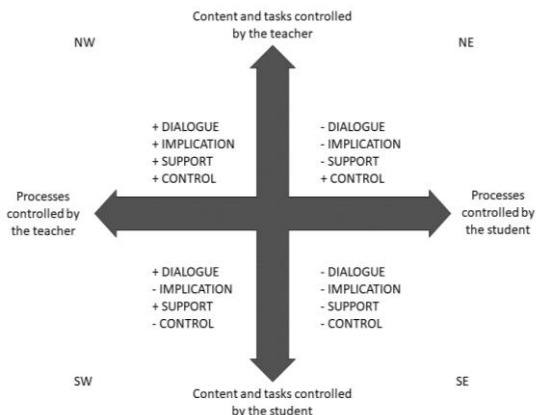 Content and tasks controlled
by the teacher
NW
NE
+ DIALOGUE
+ IMPLICATION
+ SUPPORT
+ CONTROL
- DIALOGUE
- IMPLICATION
- SUPPORT
+ CONTROL
Processes
controlled by
the teacher
Processes
controlled by
the student
+ DIALOGUE
- IMPLICATION
+ SUPPORT
- CONTROL
- DIALOGUE
- IMPLICATION
- SUPPORT
- CONTROL
SW
SE
Content and tasks controlled
by the student